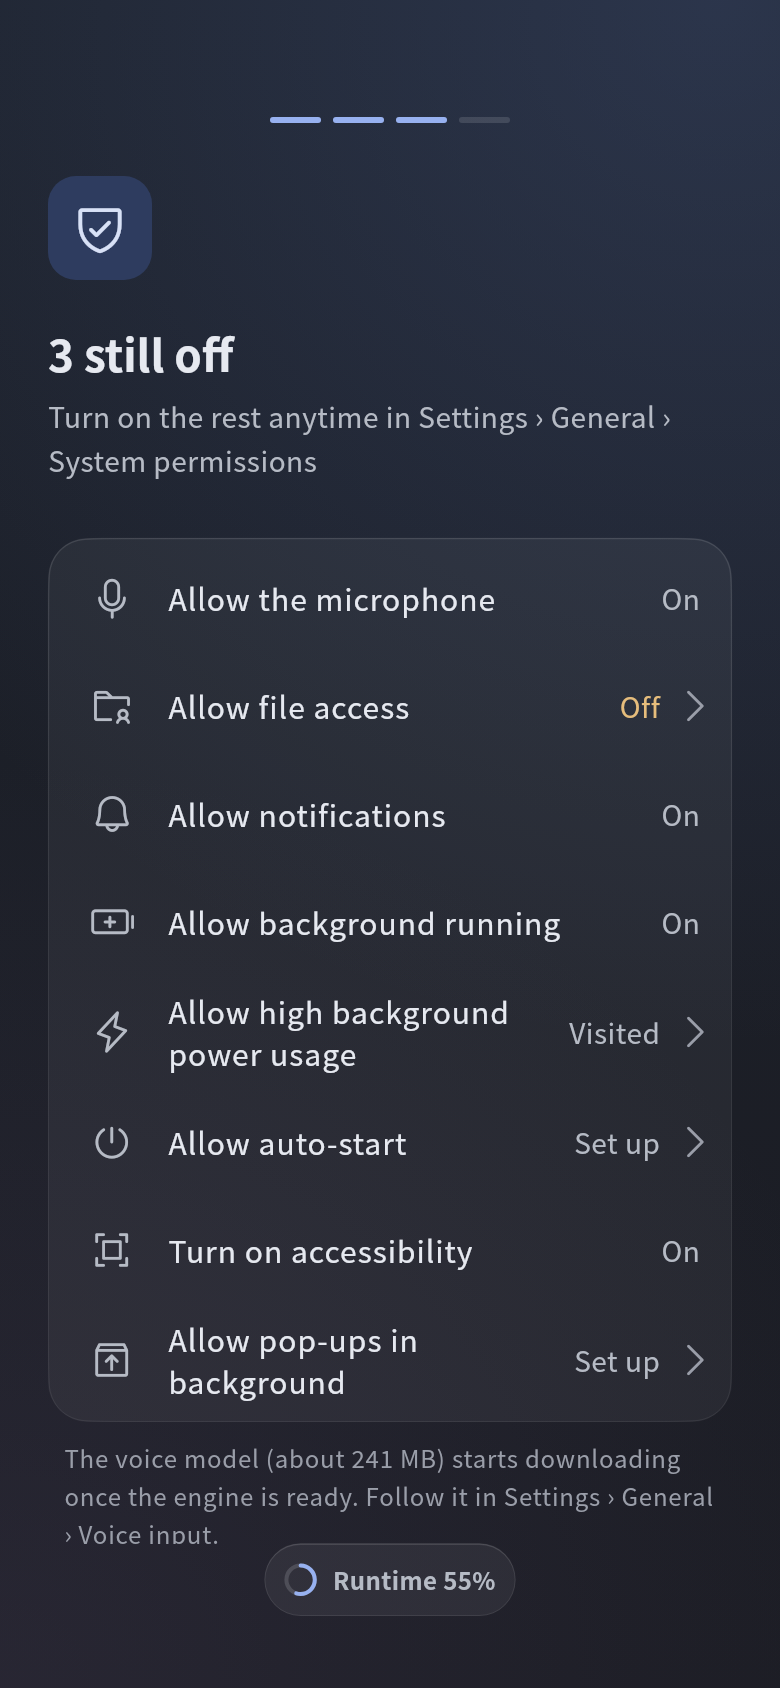 3 still off
Turn on the rest anytime in Settings › General ›
System permissions
Allow the microphone
On
Allow file access
Off
Allow notifications
On
Allow background running
On
Allow high background
power usage
Visited
Allow auto-start
Set up
Turn on accessibility
On
Allow pop-ups in
background
Set up
The voice model (about 241 MB) starts downloading
once the engine is ready. Follow it in Settings › General
› Voice input.
Runtime 55%